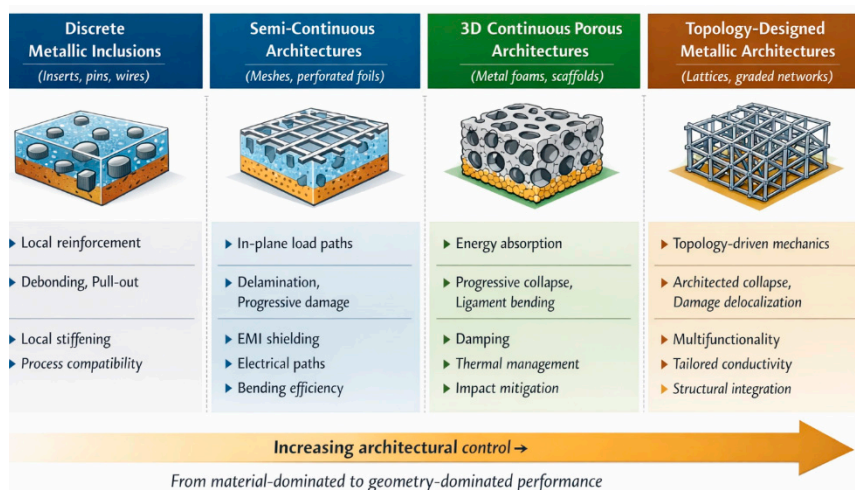 Discrete
Metallic Inclusions
(Inserts, pins, wires)
Semi-Continuous
Architectures
(Meshes, perforated foils)
3D Continuous Porous
Architectures
(Metal foams, scaffolds)
Topology-Designed
Metallic Architectures
(Lattices, graded networks)
Local reinforcement
Debonding, Pull-out
Local stiffening
Process compatibility
In-plane load paths
Delamination,
Progressive damage
EMI shielding
Electrical paths
Bending efficiency
Energy absorption
Progressive collapse,
Ligament bending
Damping
Thermal management
Impact mitigation
Topology-driven mechanics
Architected collapse,
Damage delocalization
Multifunctionality
Tailored conductivity
Structural integration
Increasing architectural control →
From material-dominated to geometry-dominated performance